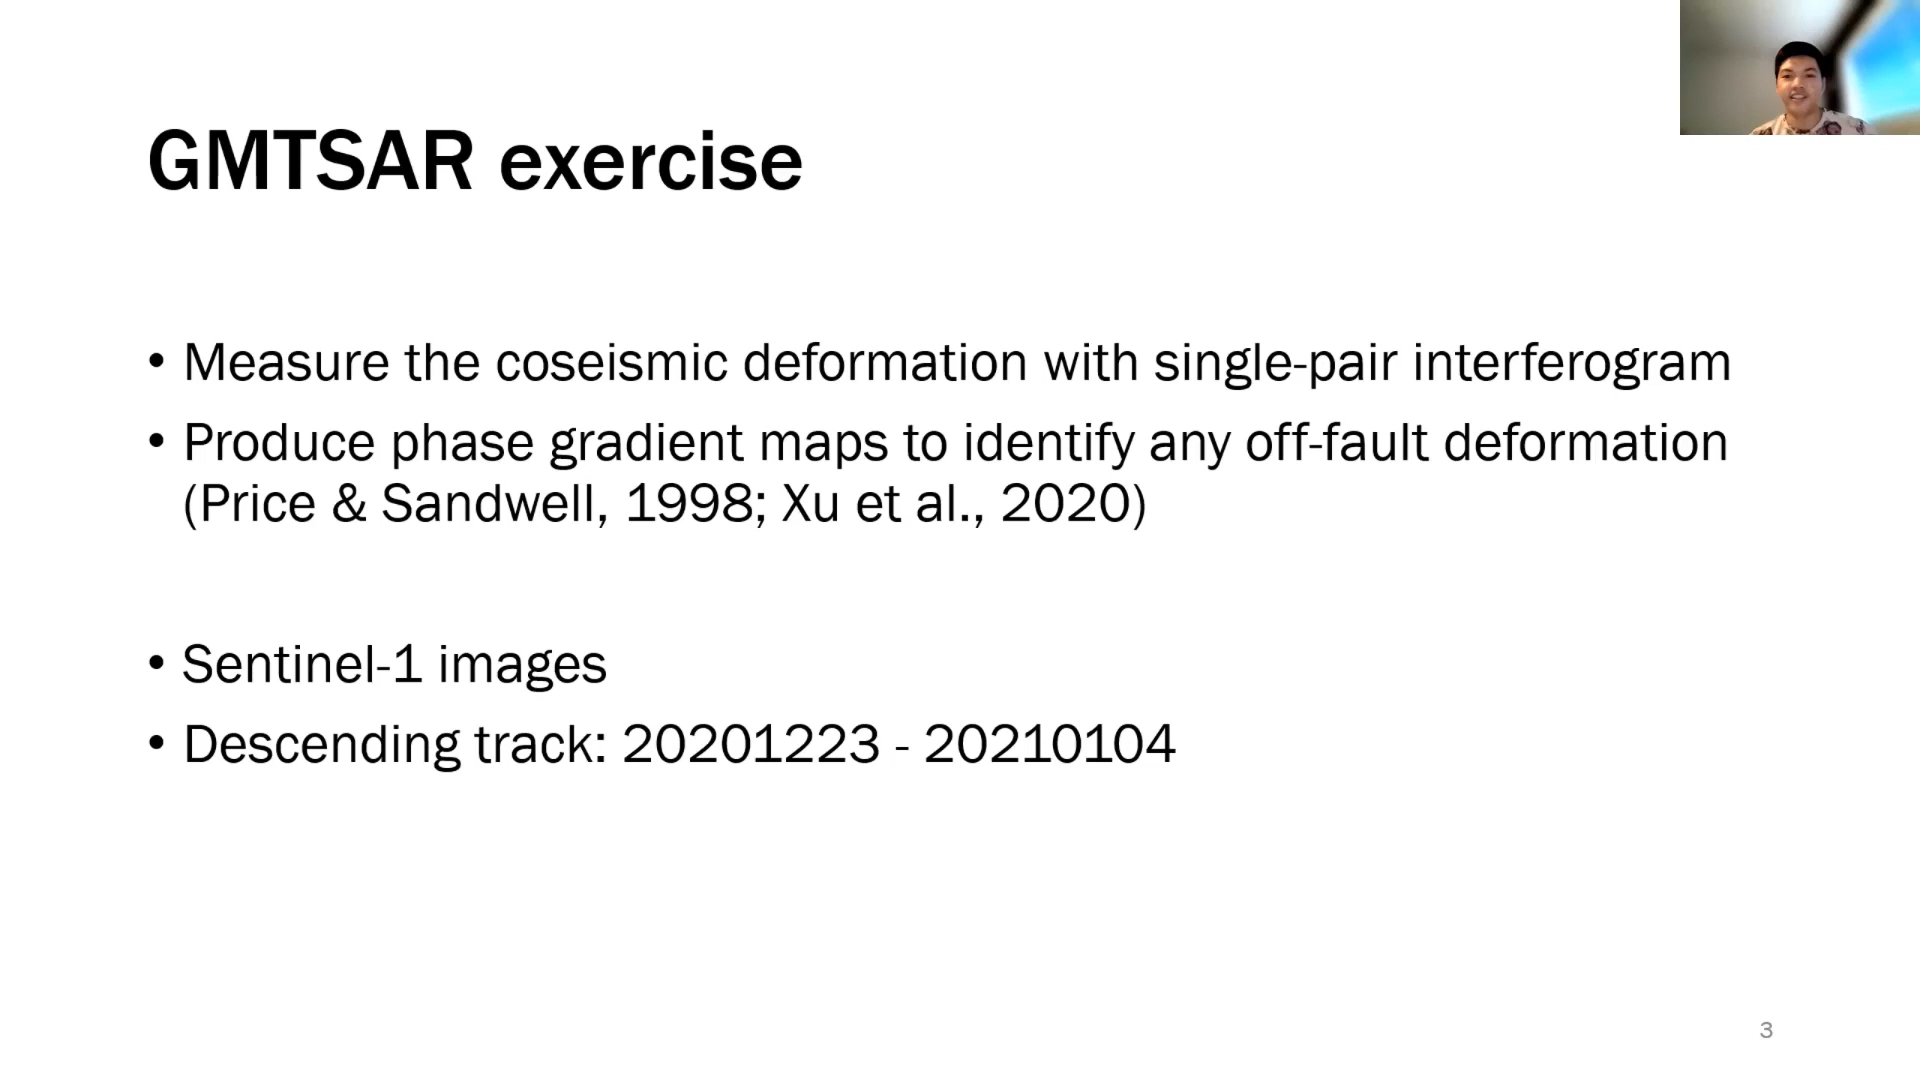 GMTSAR exercise
• Measure the coseismic deformation with single-pair interferogram
• Produce phase gradient maps to identify any off-fault deformation
(Price & Sandwell, 1998; Xu et al., 2020)
• Sentinel-1 images
• Descending track: 20201223 - 20210104
3